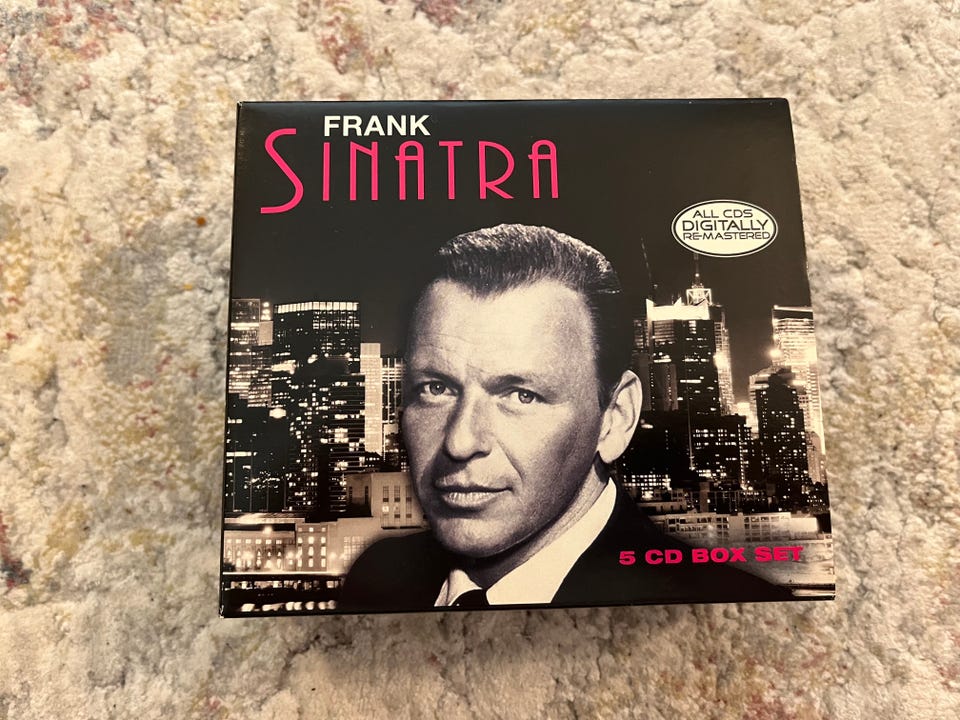 FRANK
SINATRA
ALL CDS
DIGITALLY
RE-MASTERED
5 CD BOX SET